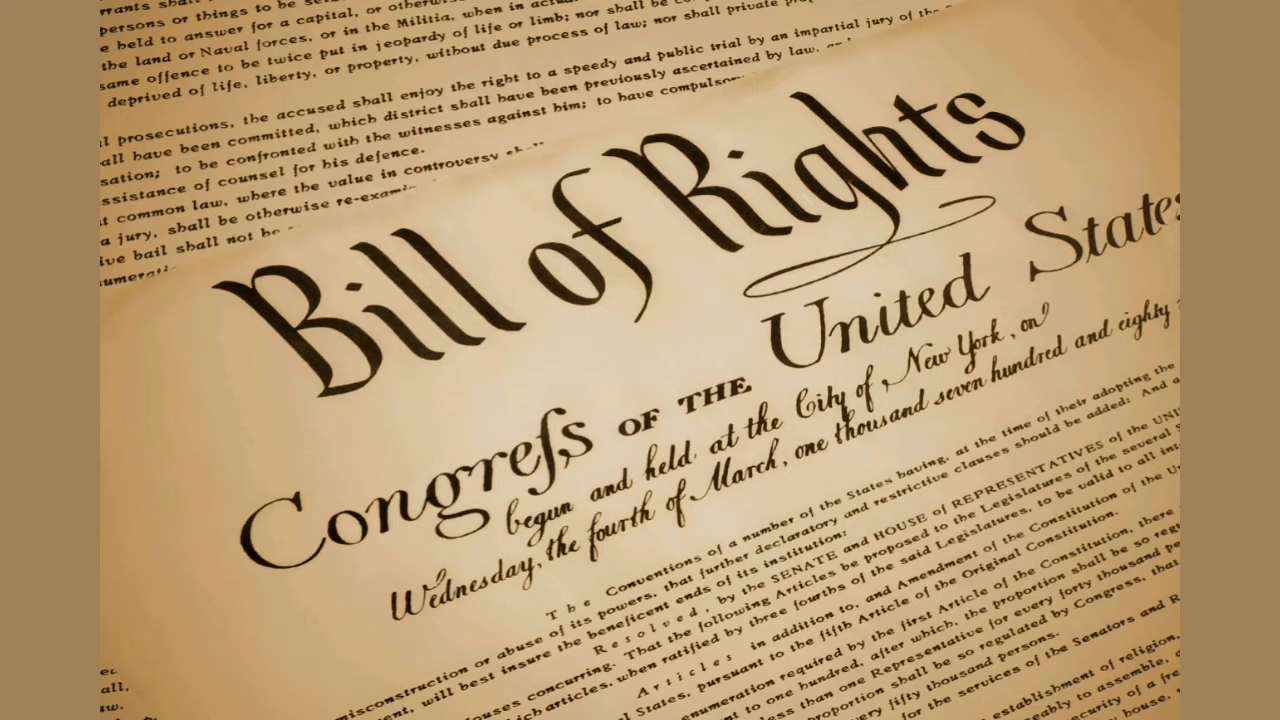 rrants shall
persons or things to be
e held to answer for a capital, or otherwise
the land or Naval forces, or in the Militia, when in actual
same offence to be twice put in jeopardy of life or limb; nor shall be
deprived of life, liberty, or property, without due process of law; nor shall private
l prosecutions, the accused shall enjoy the right to a speedy and public trial by an impartial jury of the
all have been committed, which district shall have been previously ascertained by law,
sation; to be confronted with the witnesses against him; to have compulsory
ssistance of counsel for his defence.
t common law, where the value in controversy
a jury, shall be otherwise re-exam
ive bail shall not be
numerati
Bill of Rights
Congreſs OF THE United States
begun and held at the City of New York, on
Wednesday, the fourth of March, one thousand seven hundred and eighty
The Conventions of a number of the States having, at the time of their adopting the
misconstruction or abuse of its powers, that further declaratory and restrictive clauses should be added: And a
ent, will best insure the beneficent ends of its institution:
Resolved, by the SENATE and HOUSE of REPRESENTATIVES of the UNI
ouses concurring. That the following Articles be proposed to the Legislatures of the several S
ich articles, when ratified by three fourths of the said Legislatures, to be valid to all int
Articles in addition to, and Amendment of the Constitution of the Un
l States, pursuant to the fifth Article of the Original Constitution.
enumeration required by the first Article of the Constitution, there
nt to one hundred, after which, the proportion shall be so regu
less than one Representative for every forty thousand pe
proportion shall be so regulated by Congress, that
very fifty thousand persons.
for the services of the Senators and R
establishment of religion,
eably to assemble,
security of a fre
house,
all.